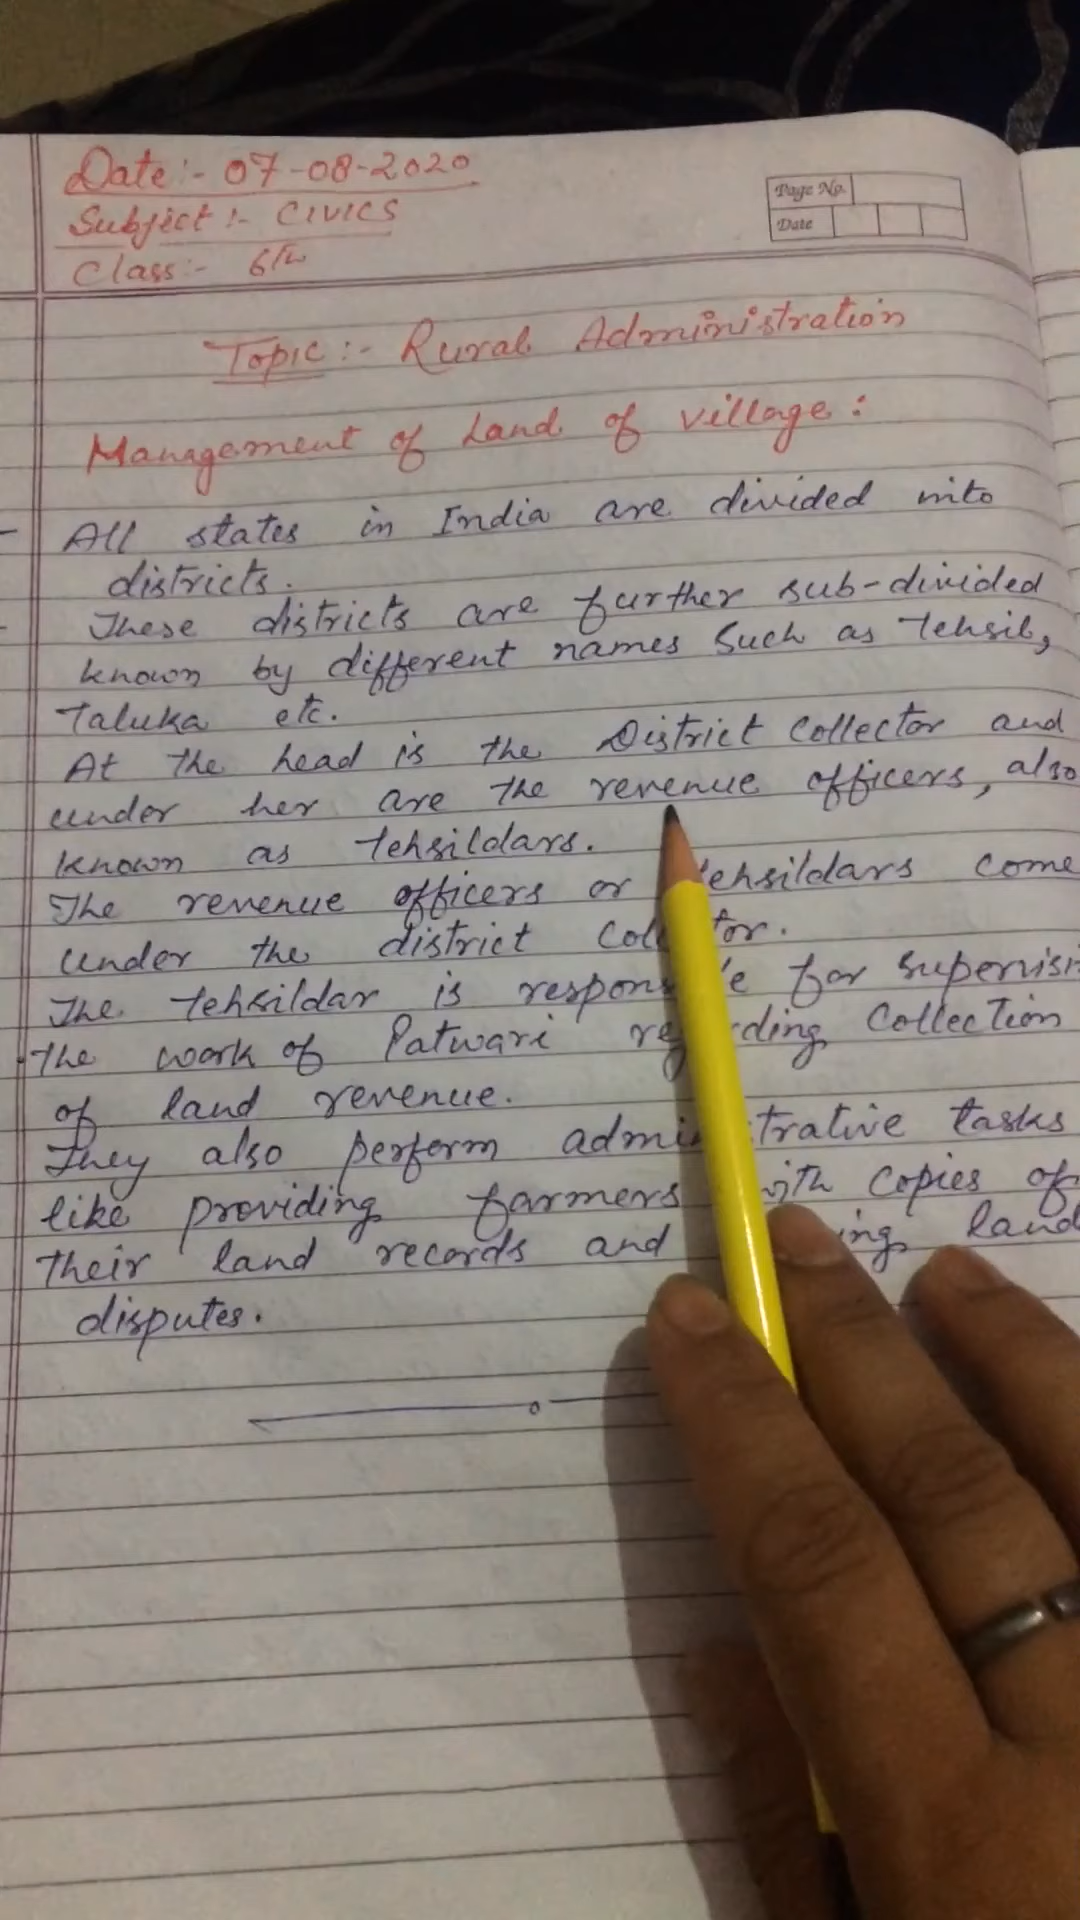 Date:- 07-08-2020
Subject:- CIVICS
Class:- 6th
Page No.
Date
Topic:- Rural Administration
Management of Land of village:
All states in India are divided into
districts.
These districts are further sub-divided
known by different names such as Tehsil,
Taluka etc.
At the head is the District Collector and
under her are the revenue officers, also
known as tehsildars.
The revenue officers or ehsildars come
under the district Col tor.
The tehsildar is respons e for supervisi
the work of Patwari re ding Collection
of land revenue.
They also perform admi trative tasks
like providing farmers with copies of
their land records and ing land
disputes.